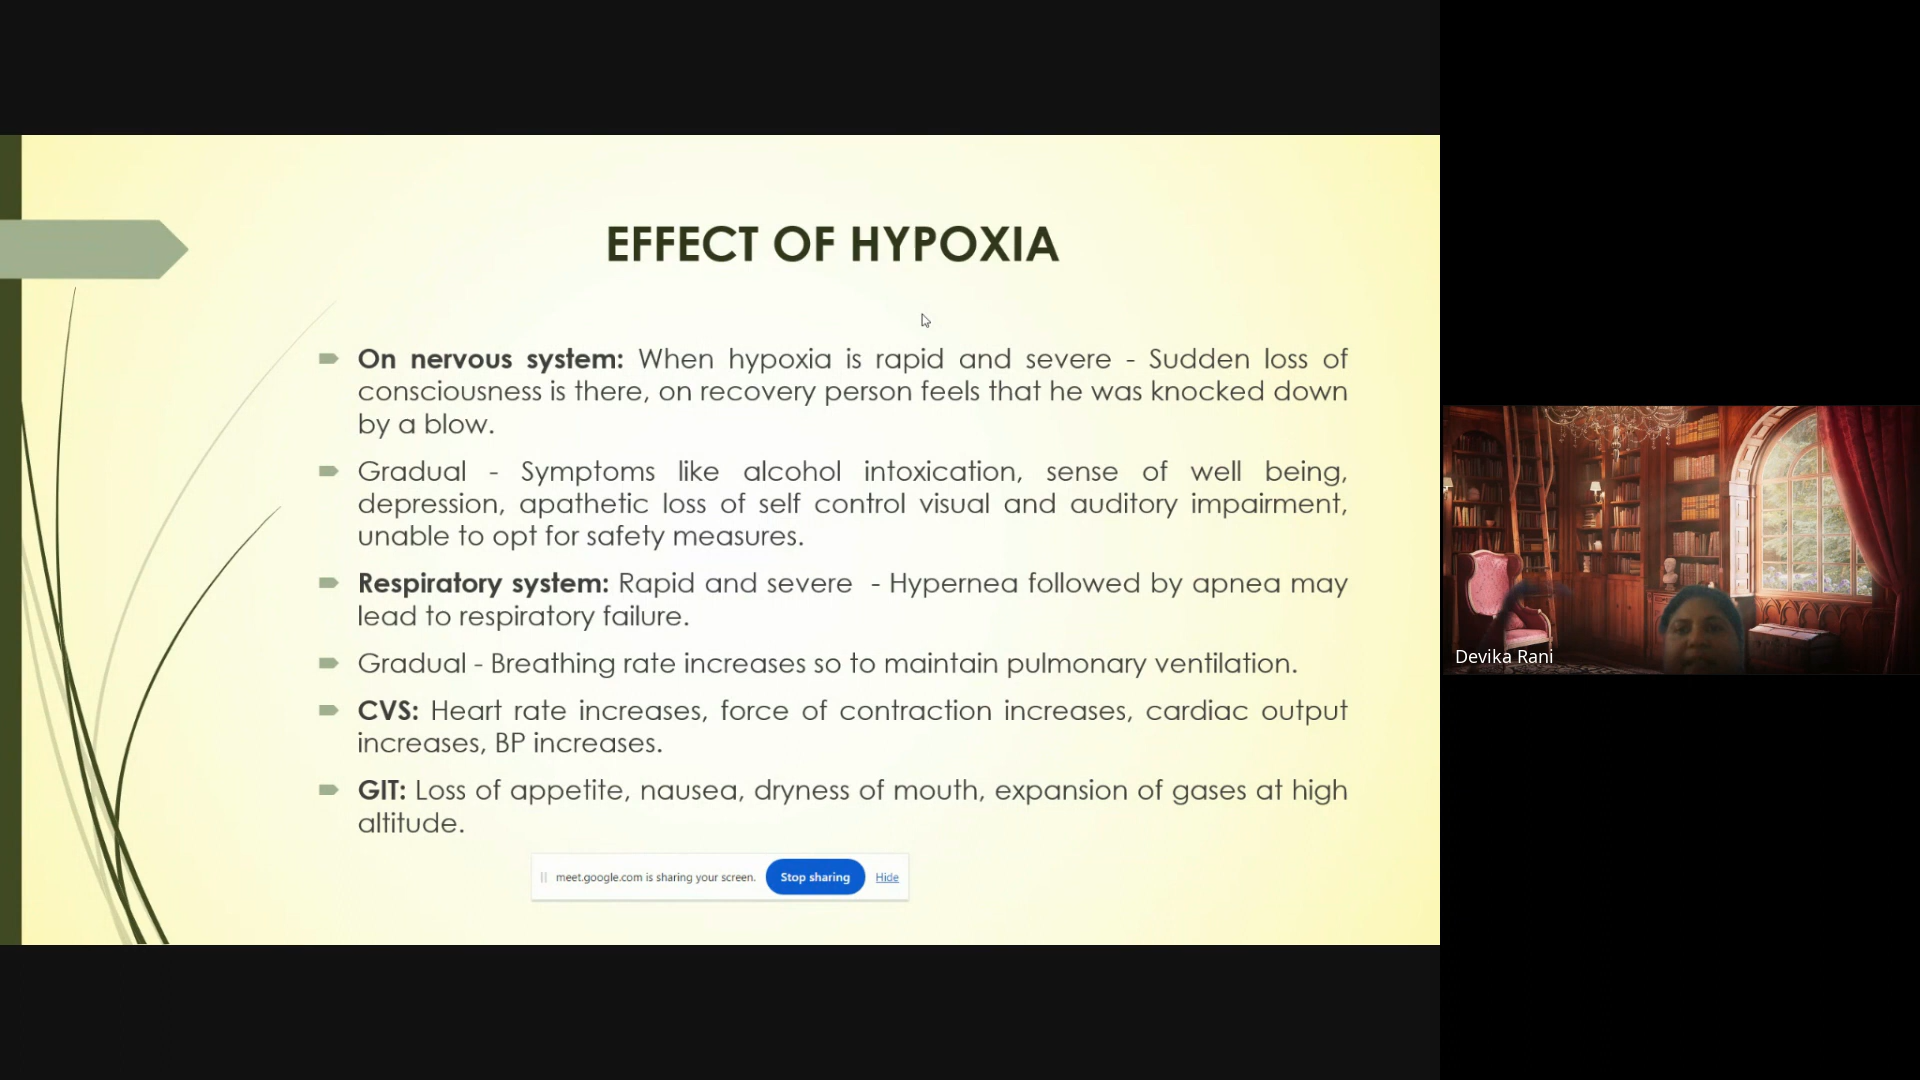 EFFECT OF HYPOXIA
On nervous system: When hypoxia is rapid and severe - Sudden loss of
consciousness is there, on recovery person feels that he was knocked down
by a blow.
Gradual - Symptoms like alcohol intoxication, sense of well being,
depression, apathetic loss of self control visual and auditory impairment,
unable to opt for safety measures.
Respiratory system: Rapid and severe - Hypernea followed by apnea may
lead to respiratory failure.
Gradual - Breathing rate increases so to maintain pulmonary ventilation.
CVS: Heart rate increases, force of contraction increases, cardiac output
increases, BP increases.
GIT: Loss of appetite, nausea, dryness of mouth, expansion of gases at high
altitude.
meet.google.com is sharing your screen. Stop sharing Hide
Devika Rani